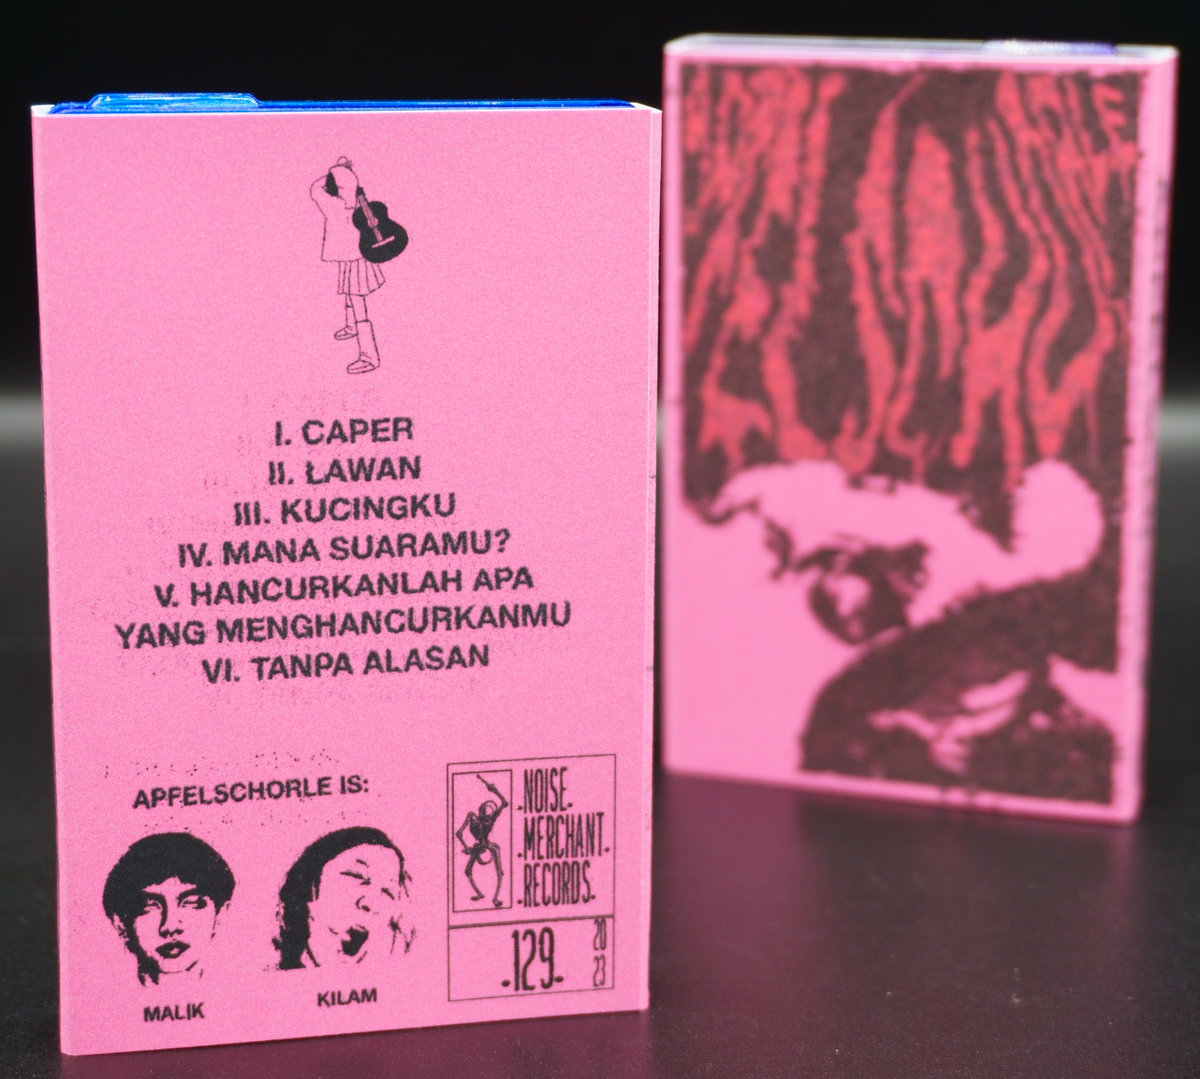 I. CAPER
II. LAWAN
III. KUCINGKU
IV. MANA SUARAMU?
V. HANCURKANLAH APA
YANG MENGHANCURKANMU
VI. TANPA ALASAN
APFELSCHORLE IS:
MALIK
KILAM
.NOISE.
.MERCHANT.
.RECORDS.
.129.
20
23